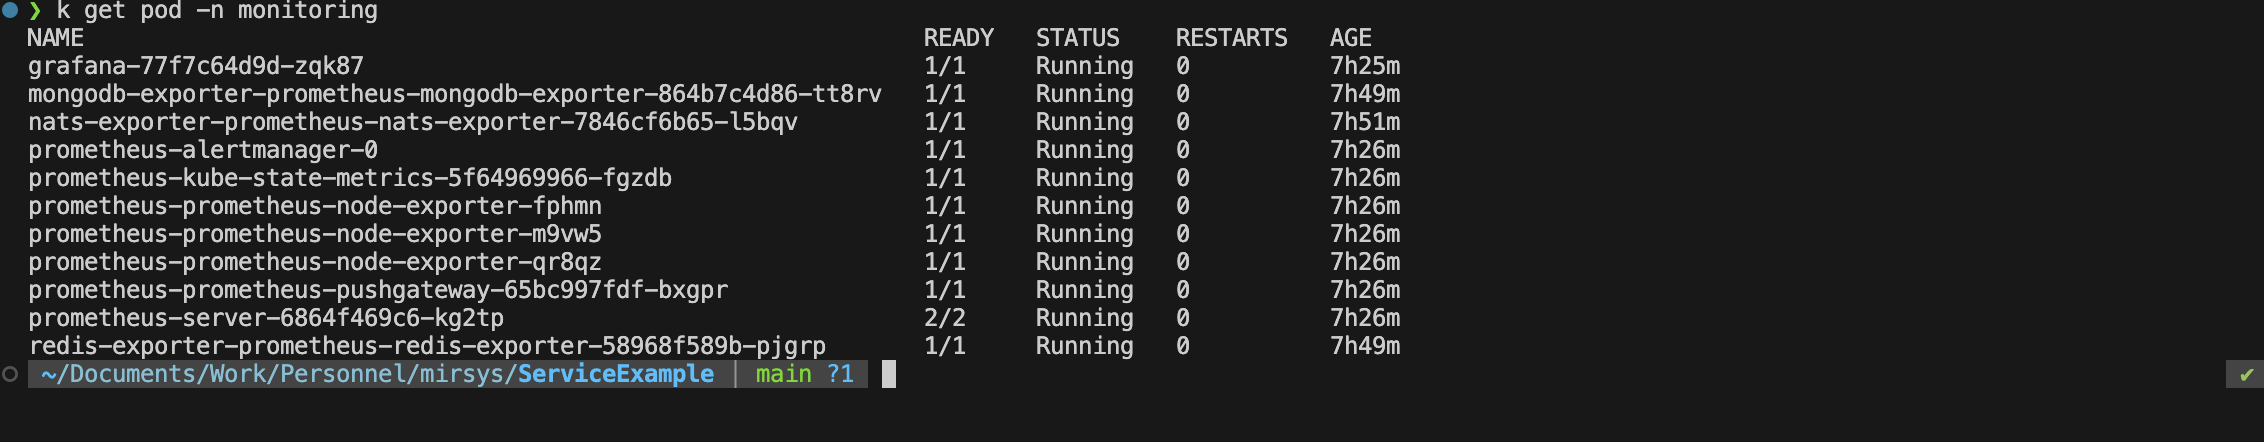 ❯ k get pod -n monitoring
NAME READY STATUS RESTARTS AGE
grafana-77f7c64d9d-zqk87 1/1 Running 0 7h25m
mongodb-exporter-prometheus-mongodb-exporter-864b7c4d86-tt8rv 1/1 Running 0 7h49m
nats-exporter-prometheus-nats-exporter-7846cf6b65-l5bqv 1/1 Running 0 7h51m
prometheus-alertmanager-0 1/1 Running 0 7h26m
prometheus-kube-state-metrics-5f64969966-fgzdb 1/1 Running 0 7h26m
prometheus-prometheus-node-exporter-fphmn 1/1 Running 0 7h26m
prometheus-prometheus-node-exporter-m9vw5 1/1 Running 0 7h26m
prometheus-prometheus-node-exporter-qr8qz 1/1 Running 0 7h26m
prometheus-prometheus-pushgateway-65bc997fdf-bxgpr 1/1 Running 0 7h26m
prometheus-server-6864f469c6-kg2tp 2/2 Running 0 7h26m
redis-exporter-prometheus-redis-exporter-58968f589b-pjgrp 1/1 Running 0 7h49m
~/Documents/Work/Personnel/mirsys/ServiceExample | main ?1 ✔